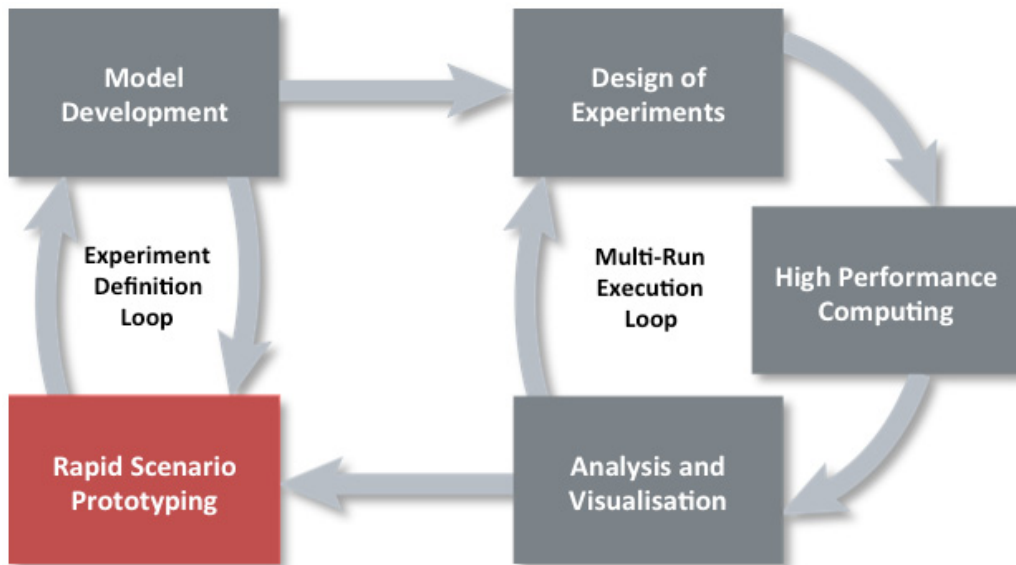 Model
Development
Design of
Experiments
Experiment
Definition
Loop
Multi-Run
Execution
Loop
High Performance
Computing
Rapid Scenario
Prototyping
Analysis and
Visualisation